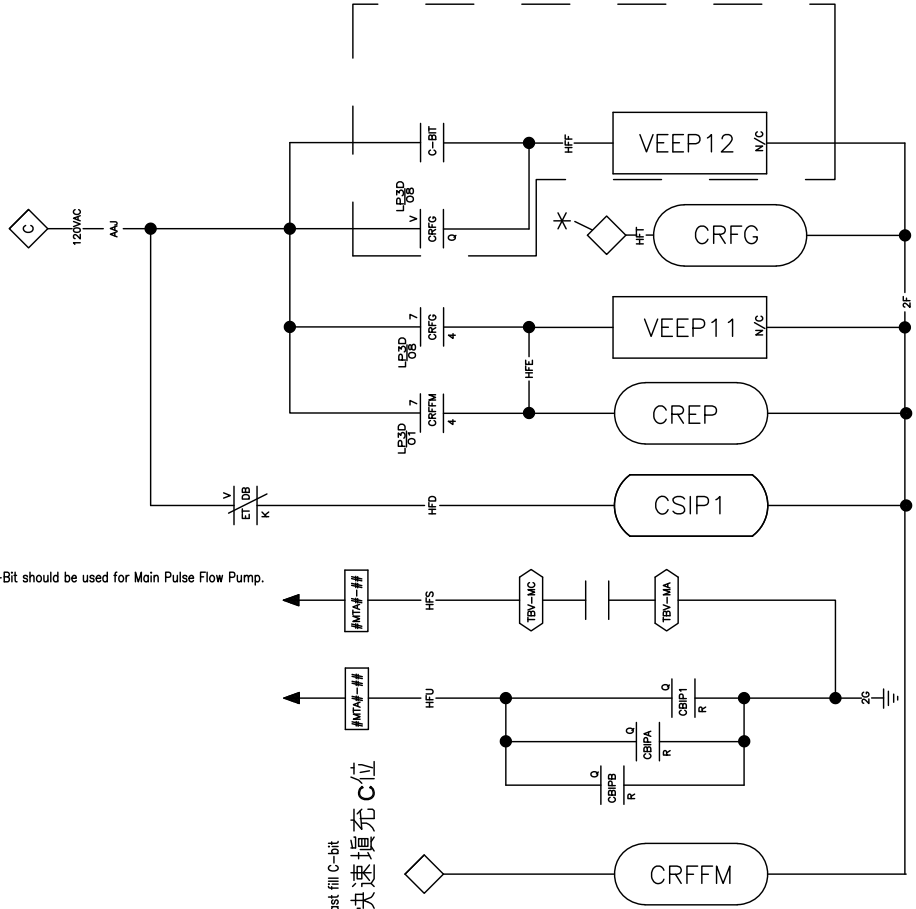 C
120VAC
AAJ
C-BIT
HFF
VEEP12
N/C
LP3D
08
V
CRFG
Q
*
HFT
CRFG
2F
7
CRFG
4
LP3D
08
VEEP11
N/C
HFE
7
CRFFM
4
LP3D
01
CREP
V
ET DB
K
HFD
CSIP1
-Bit should be used for Main Pulse Flow Pump.
#MTA#-##
HFS
TBV-MC
TBV-MA
#MTA#-##
HFU
Q
CBIP1
R
2G
Q
CBIPA
R
Q
CBIPB
R
ast fill C-bit
快速填充 C位
CRFFM